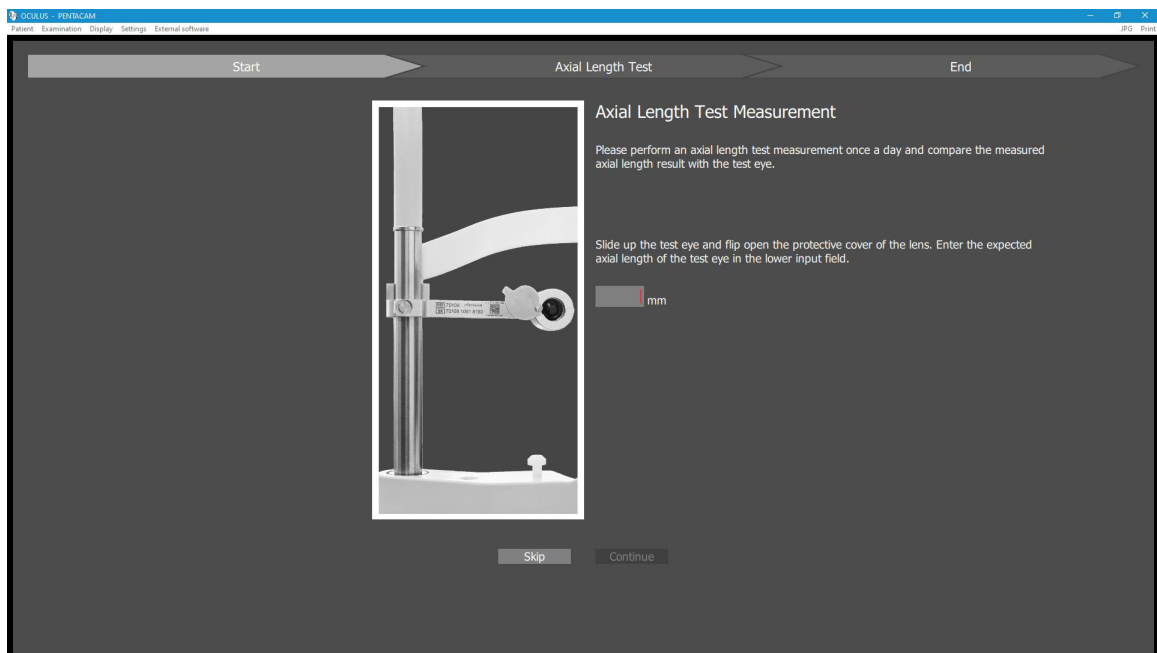 OCULUS - PENTACAM
Patient Examination Display Settings External software JPG Print
Start Axial Length Test End
Axial Length Test Measurement
Please perform an axial length test measurement once a day and compare the measured
axial length result with the test eye.
Slide up the test eye and flip open the protective cover of the lens. Enter the expected
axial length of the test eye in the lower input field.
mm
Skip Continue